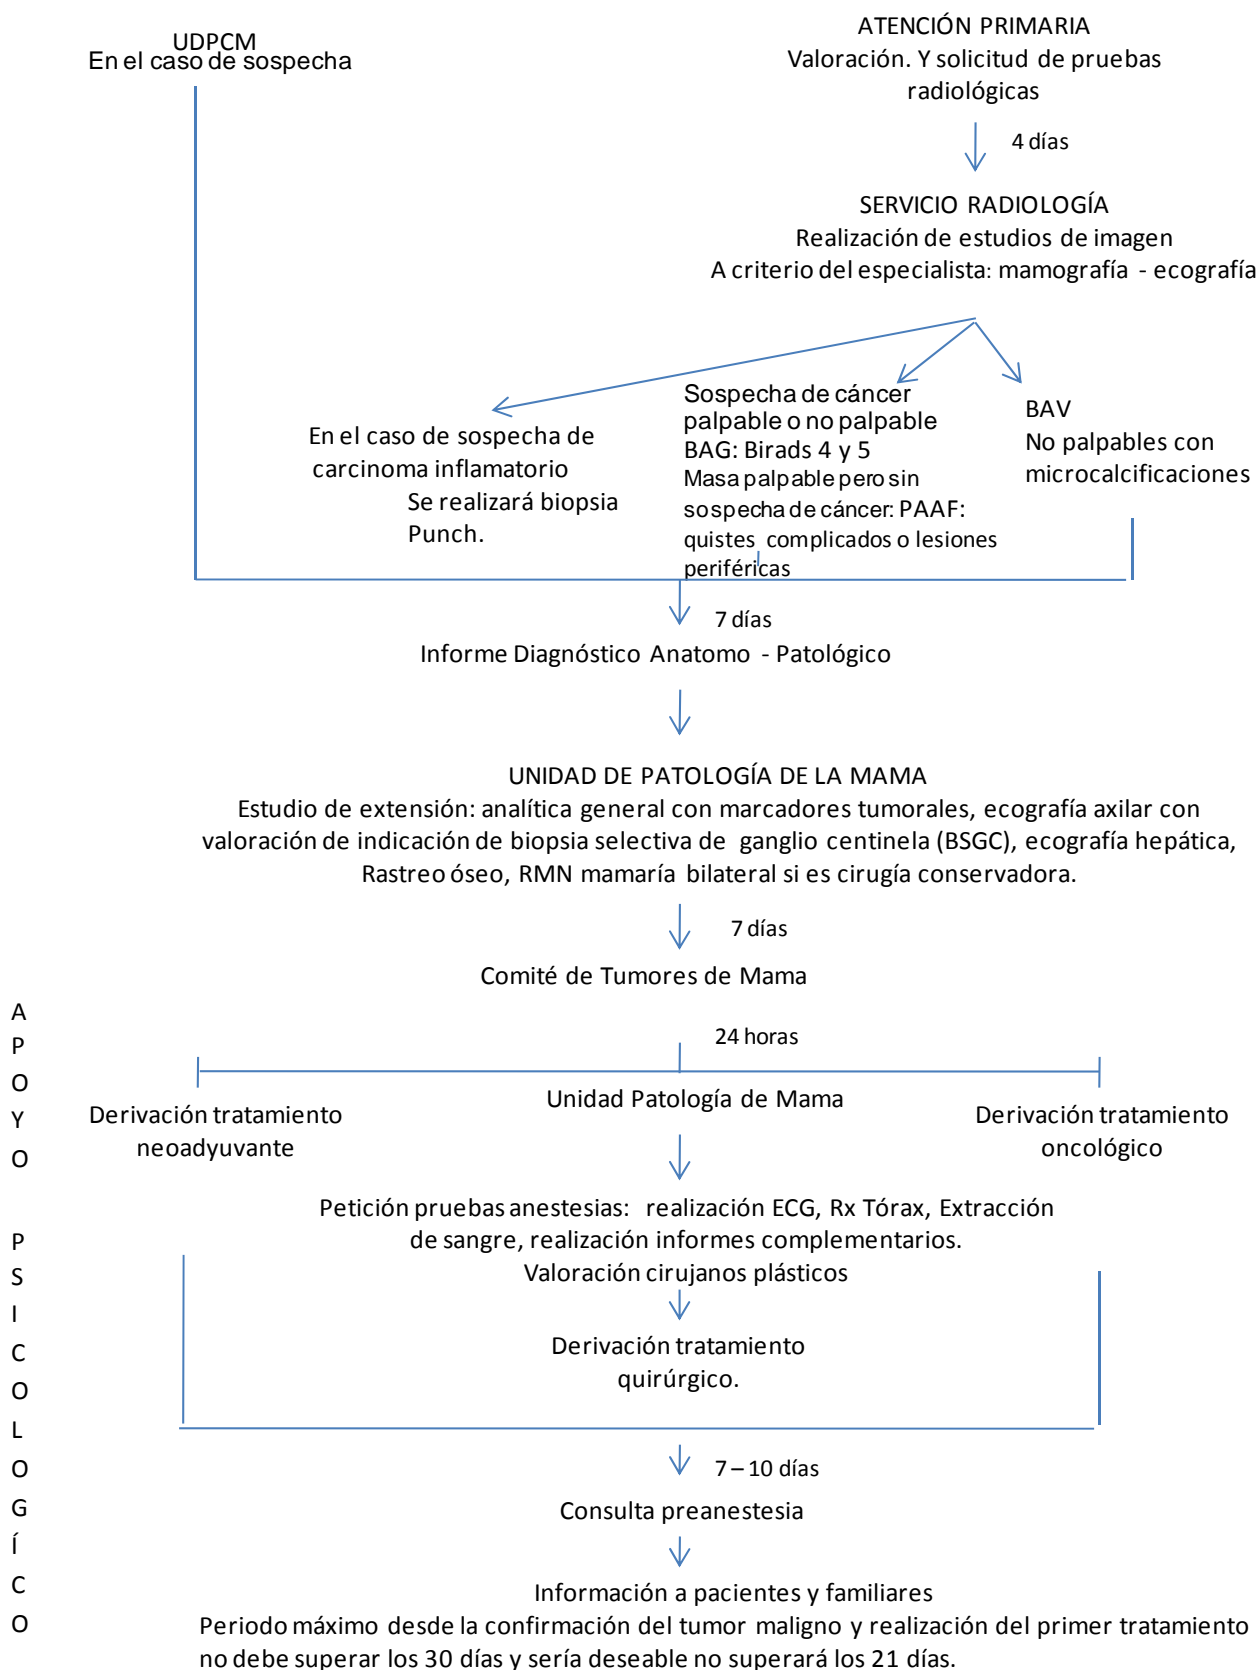 UDPCM
En el caso de sospecha
ATENCIÓN PRIMARIA
Valoración. Y solicitud de pruebas
radiológicas
4 días
SERVICIO RADIOLOGÍA
Realización de estudios de imagen
A criterio del especialista: mamografía - ecografía
En el caso de sospecha de
carcinoma inflamatorio
Se realizará biopsia
Punch.
Sospecha de cáncer
palpable o no palpable
BAG: Birads 4 y 5
Masa palpable pero sin
sospecha de cáncer: PAAF:
quistes complicados o lesiones
periféricas
BAV
No palpables con
microcalcificaciones
7 días
Informe Diagnóstico Anatomo - Patológico
UNIDAD DE PATOLOGÍA DE LA MAMA
Estudio de extensión: analítica general con marcadores tumorales, ecografía axilar con
valoración de indicación de biopsia selectiva de ganglio centinela (BSGC), ecografía hepática,
Rastreo óseo, RMN mamaría bilateral si es cirugía conservadora.
7 días
Comité de Tumores de Mama
24 horas
Derivación tratamiento
neoadyuvante
Unidad Patología de Mama
Derivación tratamiento
oncológico
Petición pruebas anestesias: realización ECG, Rx Tórax, Extracción
de sangre, realización informes complementarios.
Valoración cirujanos plásticos
Derivación tratamiento
quirúrgico.
7 – 10 días
Consulta preanestesia
Información a pacientes y familiares
Periodo máximo desde la confirmación del tumor maligno y realización del primer tratamiento
no debe superar los 30 días y sería deseable no superará los 21 días.
A
P
O
Y
O
P
S
I
C
O
L
O
G
Í
C
O